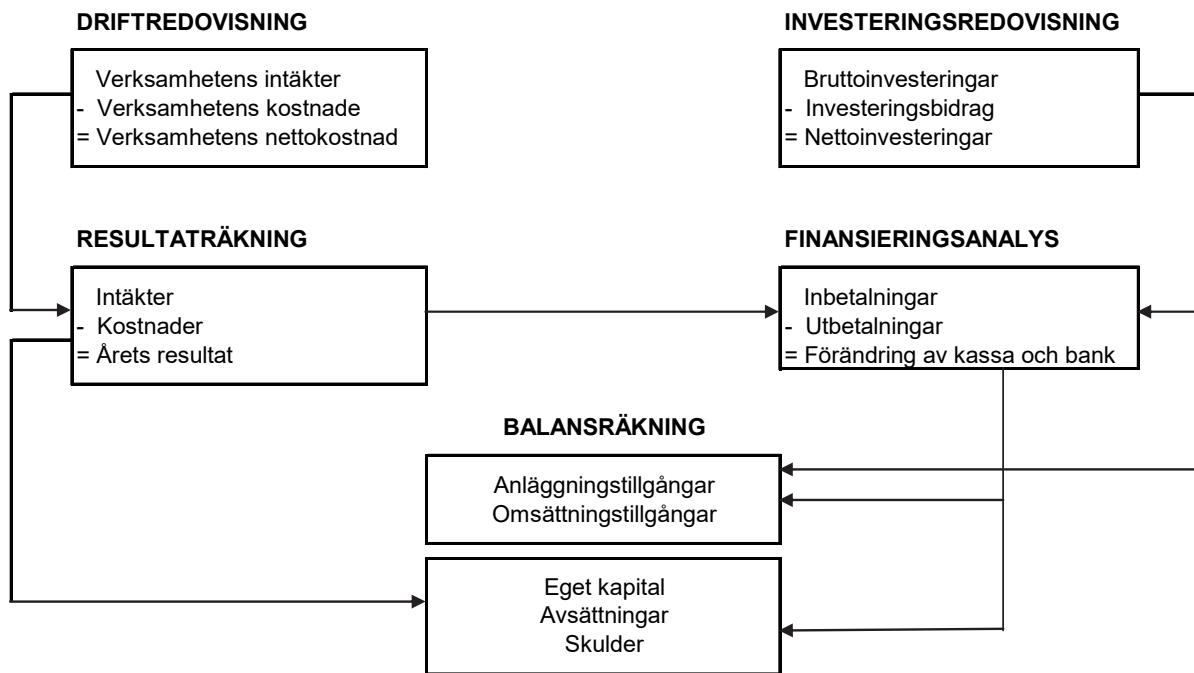 DRIFTREDOVISNING
Verksamhetens intäkter
- Verksamhetens kostnade
= Verksamhetens nettokostnad
INVESTERINGSREDOVISNING
Bruttoinvesteringar
- Investeringsbidrag
= Nettoinvesteringar
RESULTATRÄKNING
Intäkter
- Kostnader
= Årets resultat
FINANSIERINGSANALYS
Inbetalningar
- Utbetalningar
= Förändring av kassa och bank
BALANSRÄKNING
Anläggningstillgångar
Omsättningstillgångar
Eget kapital
Avsättningar
Skulder